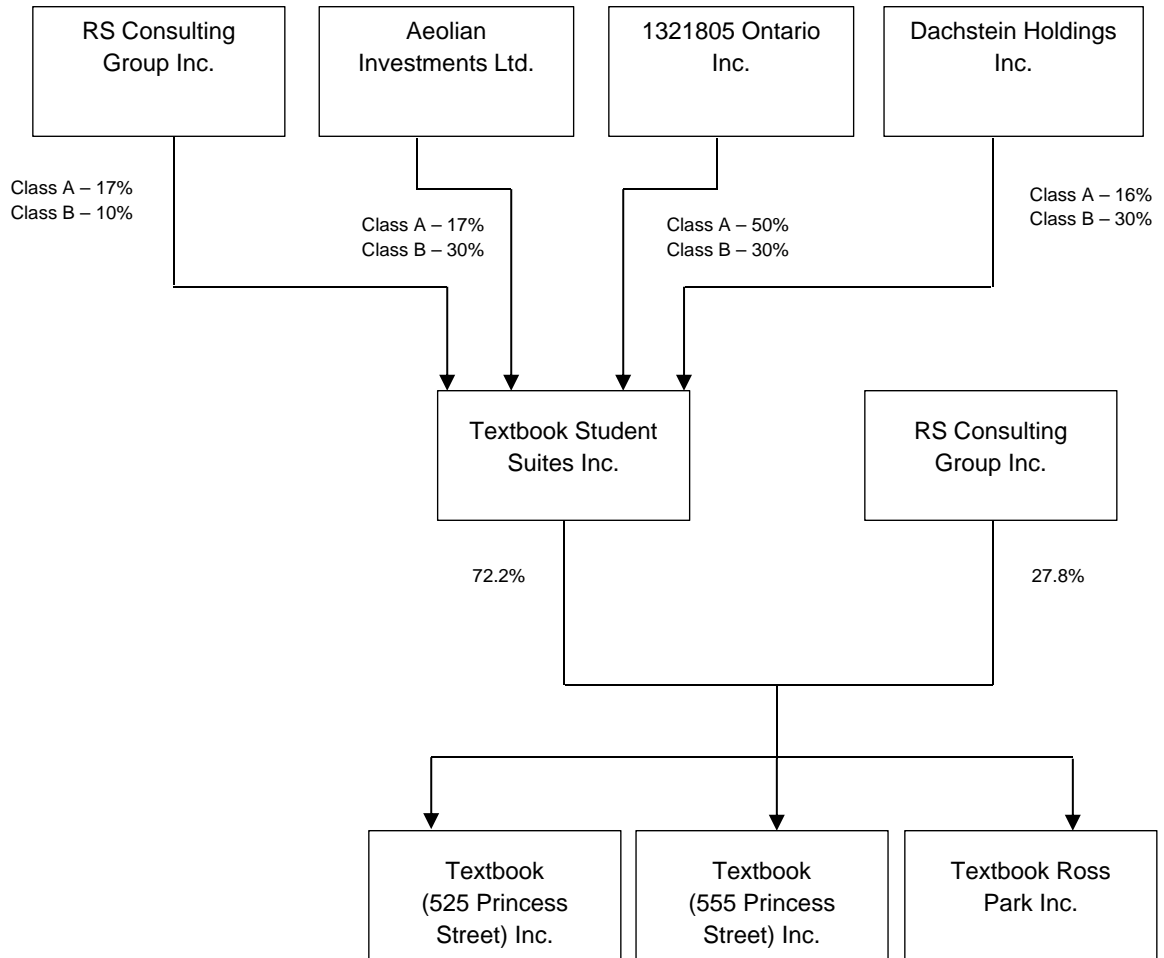 RS Consulting
Group Inc.
Aeolian
Investments Ltd.
1321805 Ontario
Inc.
Dachstein Holdings
Inc.
Class A – 17%
Class B – 10%
Class A – 17%
Class B – 30%
Class A – 50%
Class B – 30%
Class A – 16%
Class B – 30%
Textbook Student
Suites Inc.
RS Consulting
Group Inc.
72.2%
27.8%
Textbook
(525 Princess
Street) Inc.
Textbook
(555 Princess
Street) Inc.
Textbook Ross
Park Inc.